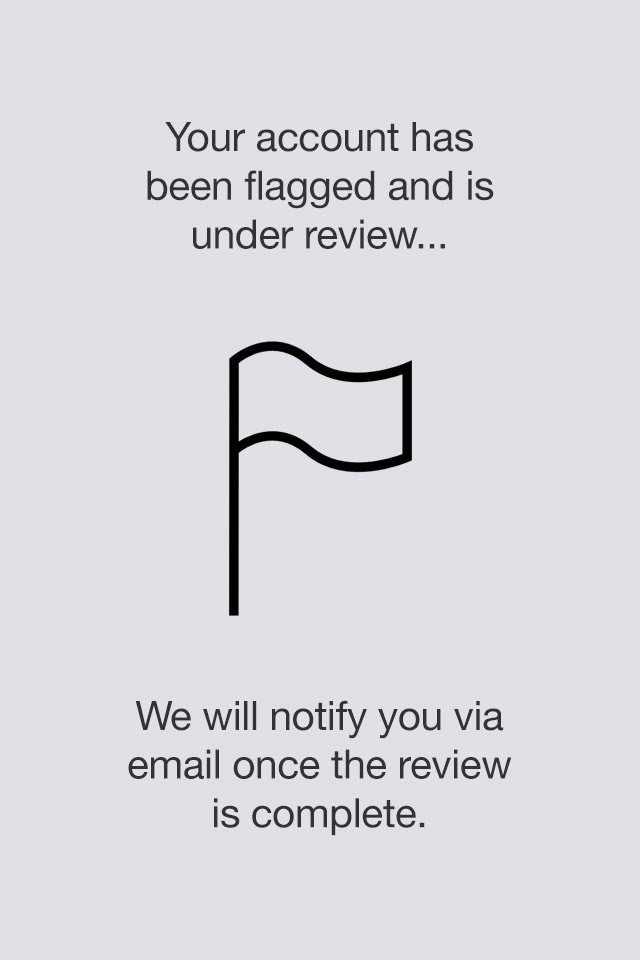 Your account has
been flagged and is
under review...
We will notify you via
email once the review
is complete.